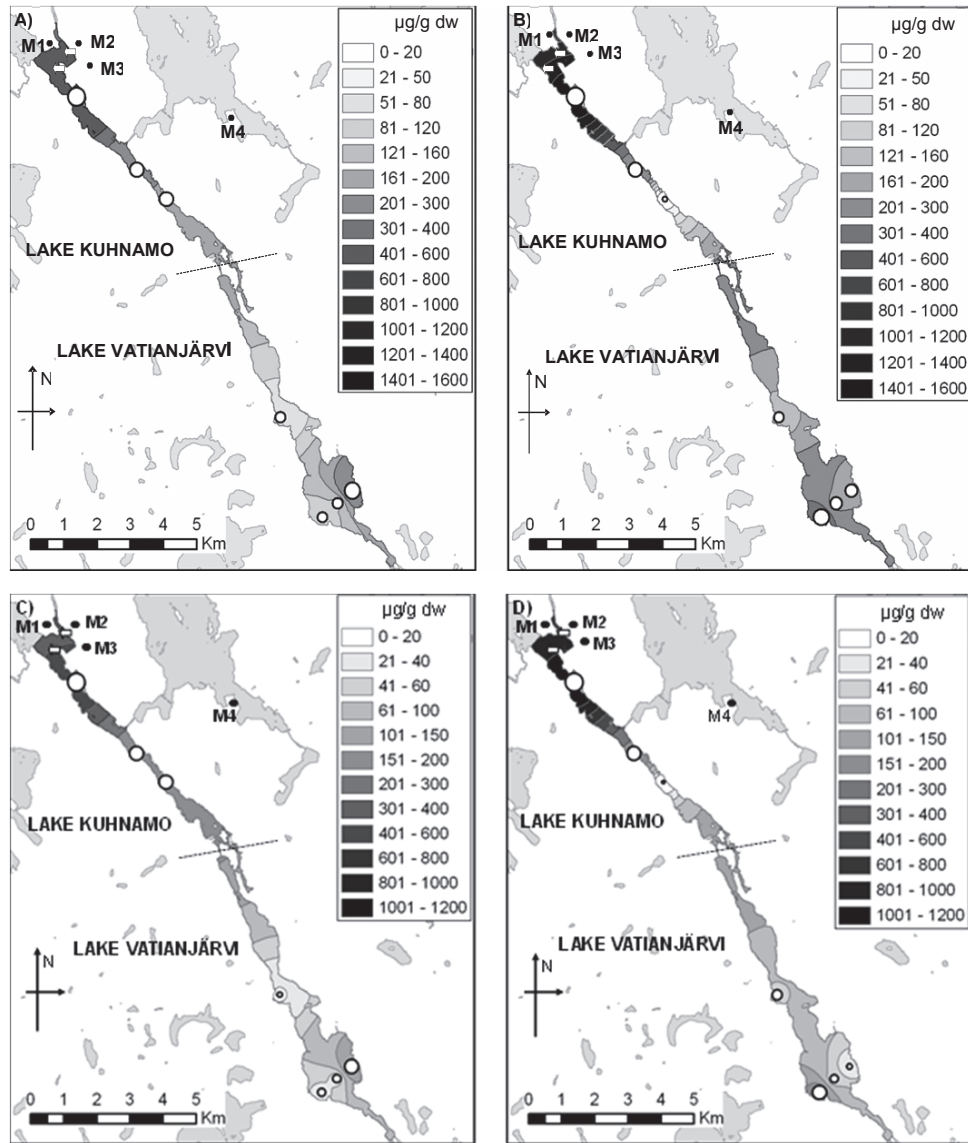 A)
M1
M2
M3
M4
LAKE KUHNAMO
LAKE VATIANJÄRVI
N
0 1 2 3 4 5
Km
µg/g dw
0 - 20
21 - 50
51 - 80
81 - 120
121 - 160
161 - 200
201 - 300
301 - 400
401 - 600
601 - 800
801 - 1000
1001 - 1200
1201 - 1400
1401 - 1600
B)
M1
M2
M3
M4
LAKE KUHNAMO
LAKE VATIANJÄRVI
N
0 1 2 3 4 5
Km
µg/g dw
0 - 20
21 - 50
51 - 80
81 - 120
121 - 160
161 - 200
201 - 300
301 - 400
401 - 600
601 - 800
801 - 1000
1001 - 1200
1201 - 1400
1401 - 1600
C)
M1
M2
M3
M4
LAKE KUHNAMO
LAKE VATIANJÄRVI
N
0 1 2 3 4 5
Km
µg/g dw
0 - 20
21 - 40
41 - 60
61 - 100
101 - 150
151 - 200
201 - 300
301 - 400
401 - 600
601 - 800
801 - 1000
1001 - 1200
D)
M1
M2
M3
M4
LAKE KUHNAMO
LAKE VATIANJÄRVI
N
0 1 2 3 4 5
Km
µg/g dw
0 - 20
21 - 40
41 - 60
61 - 100
101 - 150
151 - 200
201 - 300
301 - 400
401 - 600
601 - 800
801 - 1000
1001 - 1200